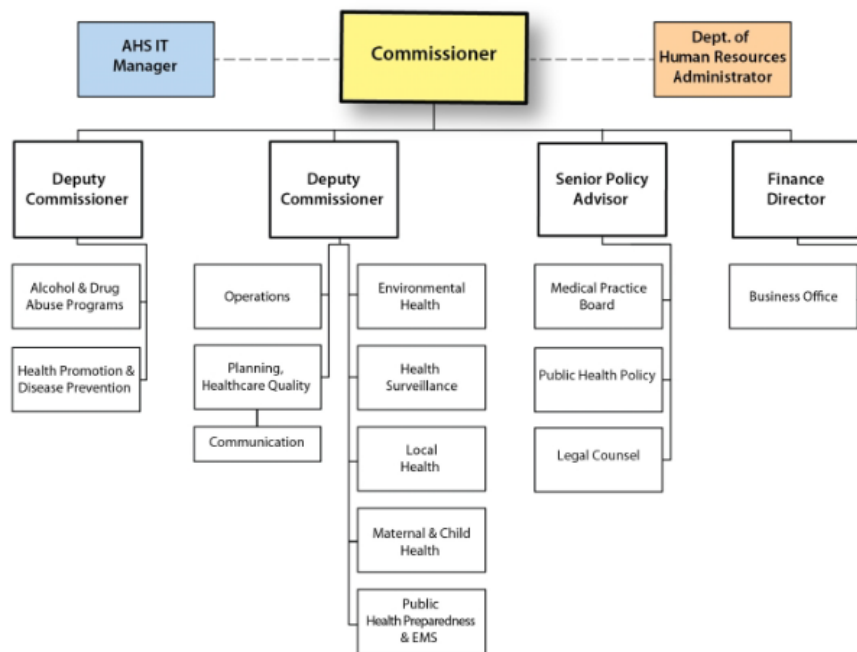 AHS IT
Manager
Commissioner
Dept. of
Human Resources
Administrator
Deputy
Commissioner
Deputy
Commissioner
Senior Policy
Advisor
Finance
Director
Alcohol & Drug
Abuse Programs
Health Promotion &
Disease Prevention
Operations
Planning,
Healthcare Quality
Communication
Environmental
Health
Health
Surveillance
Local
Health
Maternal & Child
Health
Public
Health Preparedness
& EMS
Medical Practice
Board
Public Health Policy
Legal Counsel
Business Office